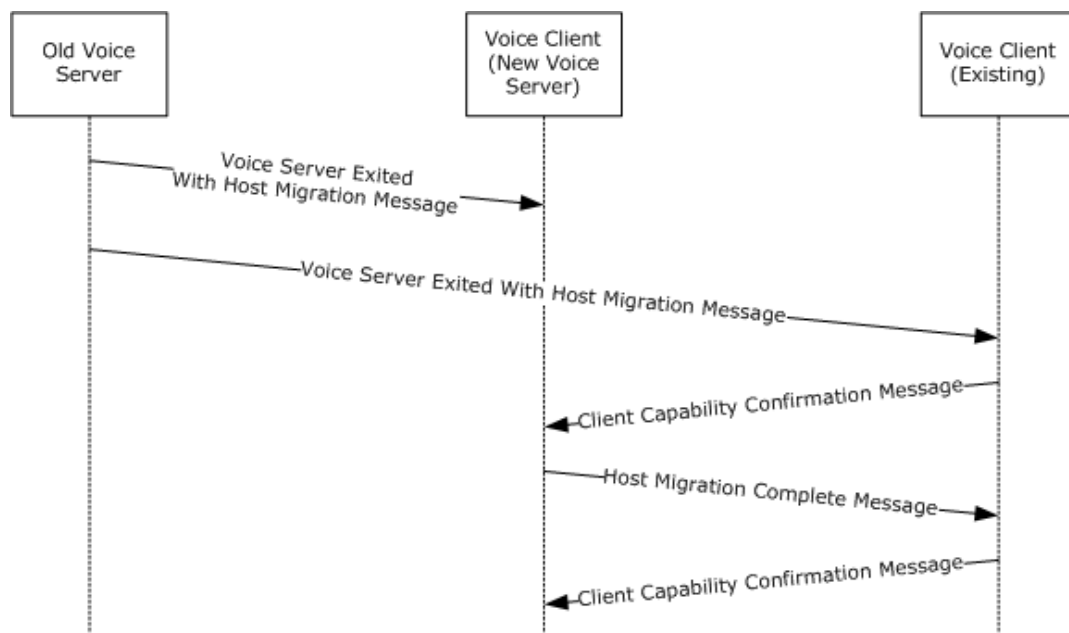 Old Voice
Server
Voice Client
(New Voice
Server)
Voice Client
(Existing)
Voice Server Exited
With Host Migration Message
Voice Server Exited With Host Migration Message
Client Capability Confirmation Message
Host Migration Complete Message
Client Capability Confirmation Message